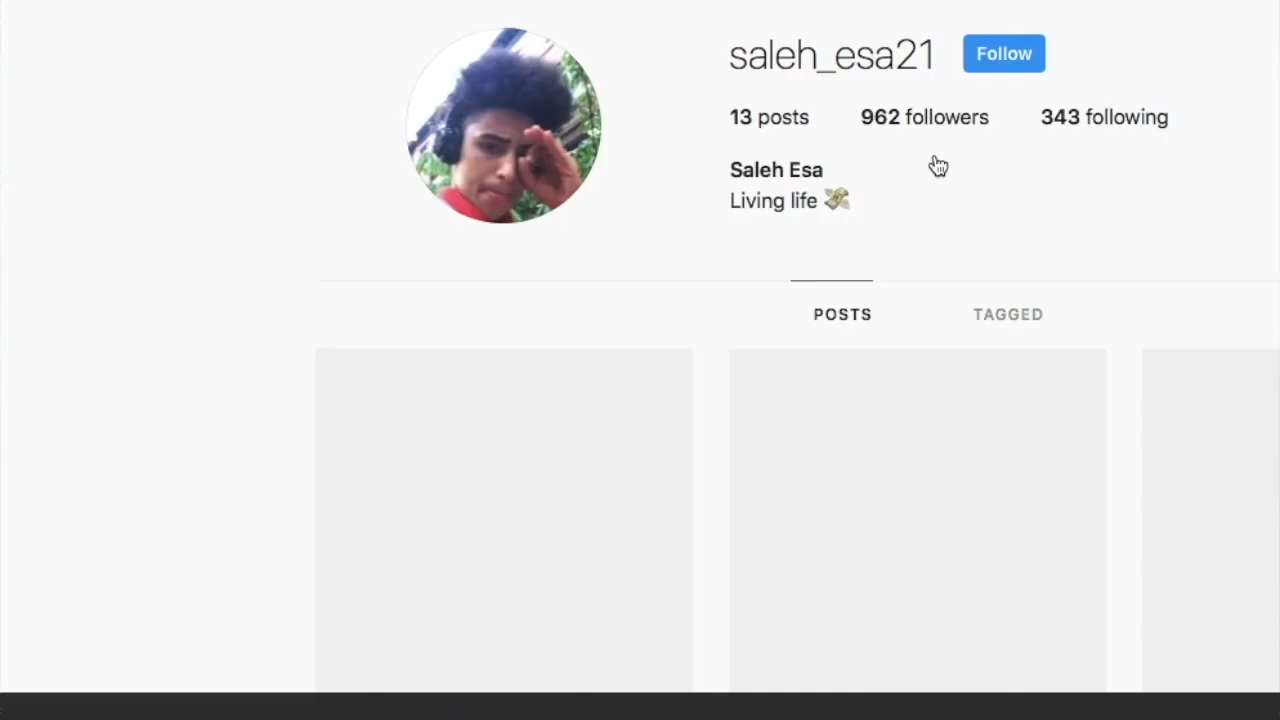 saleh_esa21 Follow
13 posts 962 followers 343 following
Saleh Esa
Living life 💸
POSTS TAGGED